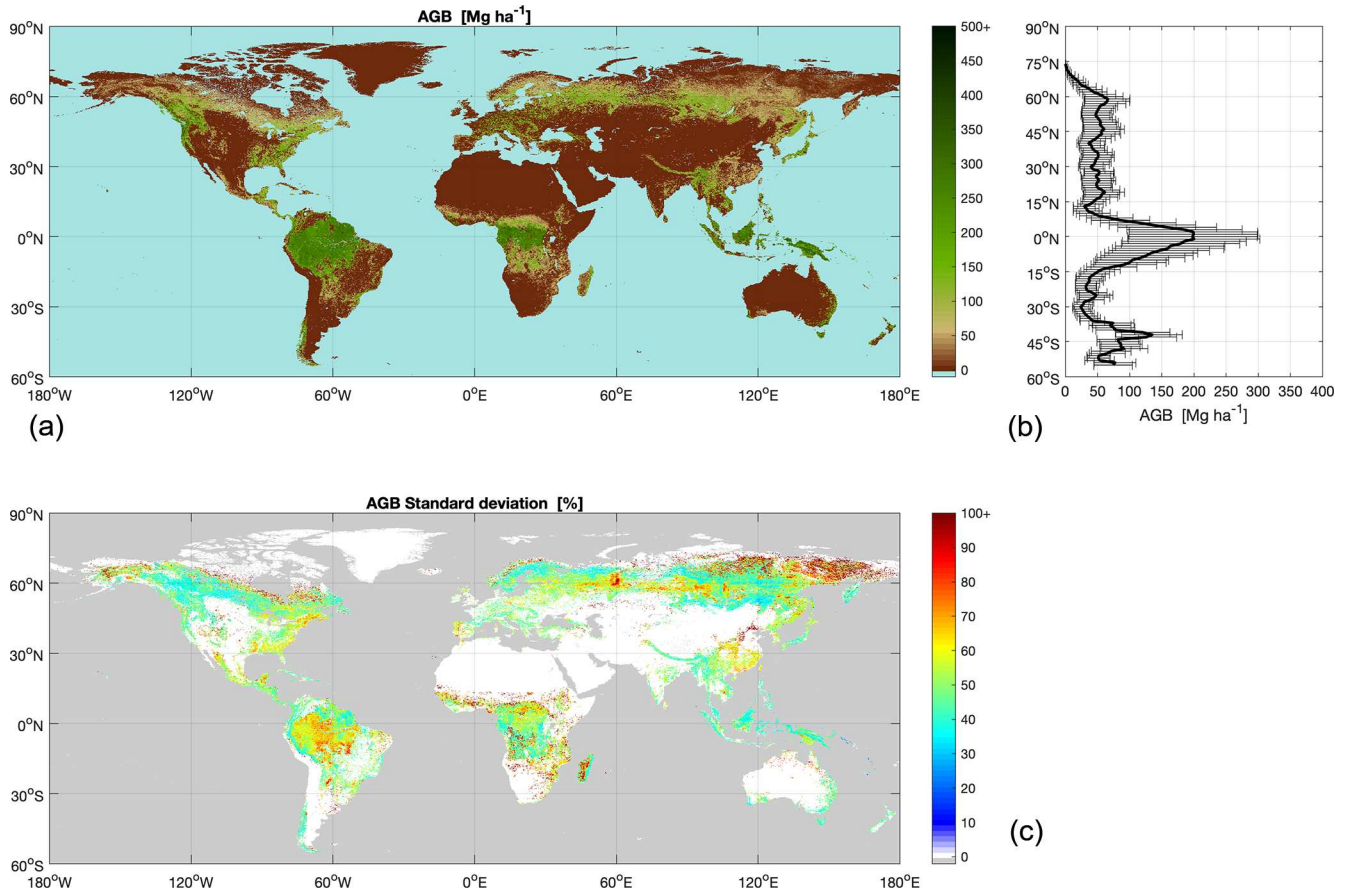 AGB [Mg ha⁻¹]
90°N
75°N
60°N
45°N
30°N
15°N
0°N
15°S
30°S
45°S
60°S
90°N
60°N
30°N
0°N
30°S
60°S
180°W
120°W
60°W
0°E
60°E
120°E
180°E
500+
450
400
350
300
250
200
150
100
50
0
0
50
100
150
200
250
300
350
400
AGB [Mg ha⁻¹]
(a)
(b)
AGB Standard deviation [%]
90°N
60°N
30°N
0°N
30°S
60°S
180°W
120°W
60°W
0°E
60°E
120°E
180°E
100+
90
80
70
60
50
40
30
20
10
0
(c)